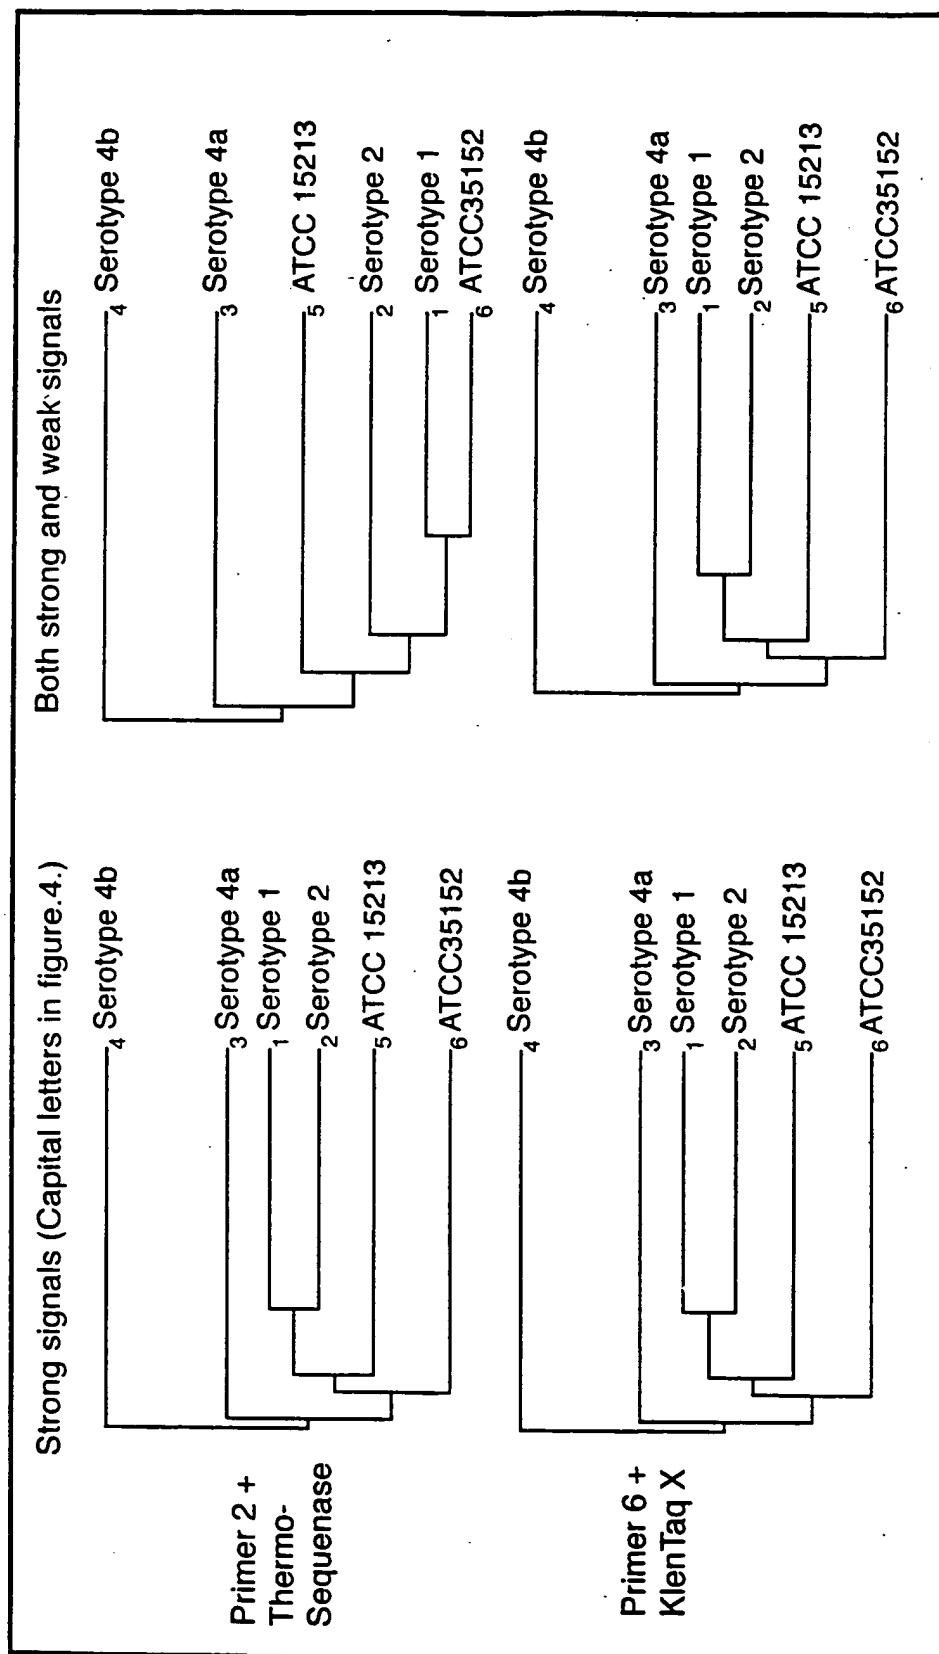 Strong signals (Capital letters in figure.4.)
Both strong and weak signals
Primer 2 +
Thermo-
Sequenase
4 Serotype 4b
3 Serotype 4a
1 Serotype 1
2 Serotype 2
5 ATCC 15213
6 ATCC35152
4 Serotype 4b
3 Serotype 4a
5 ATCC 15213
2 Serotype 2
1 Serotype 1
6 ATCC35152
Primer 6 +
KlenTaq X
4 Serotype 4b
3 Serotype 4a
1 Serotype 1
2 Serotype 2
5 ATCC 15213
6 ATCC35152
4 Serotype 4b
3 Serotype 4a
1 Serotype 1
2 Serotype 2
5 ATCC 15213
6 ATCC35152